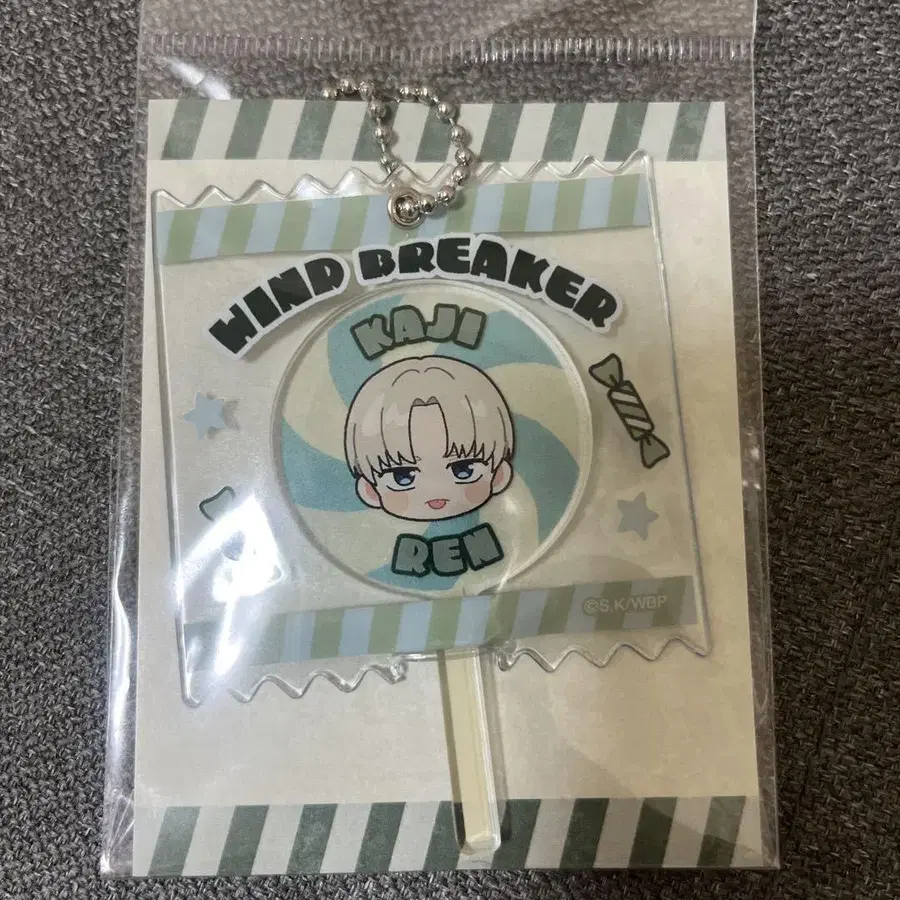 WIND BREAKER
KAJI
REN
©S.K/WBP